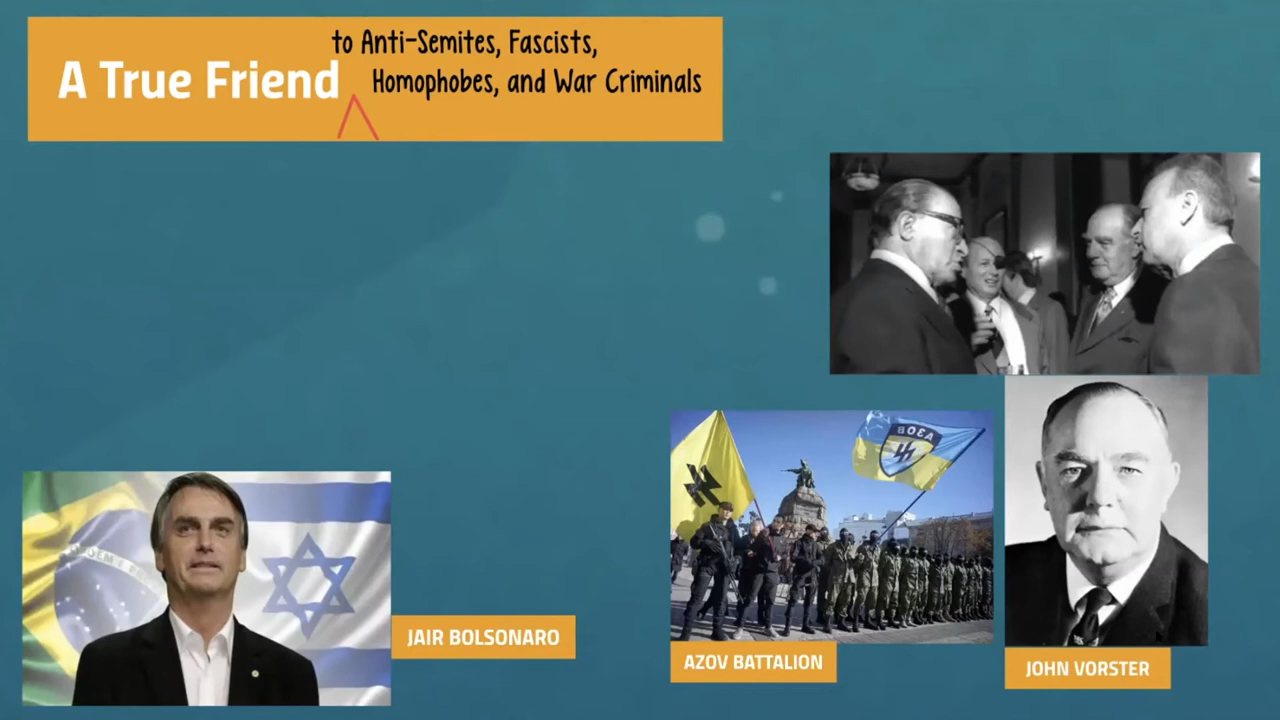 to Anti-Semites, Fascists,
A True Friend
Homophobes, and War Criminals
JAIR BOLSONARO
AZOV BATTALION
JOHN VORSTER